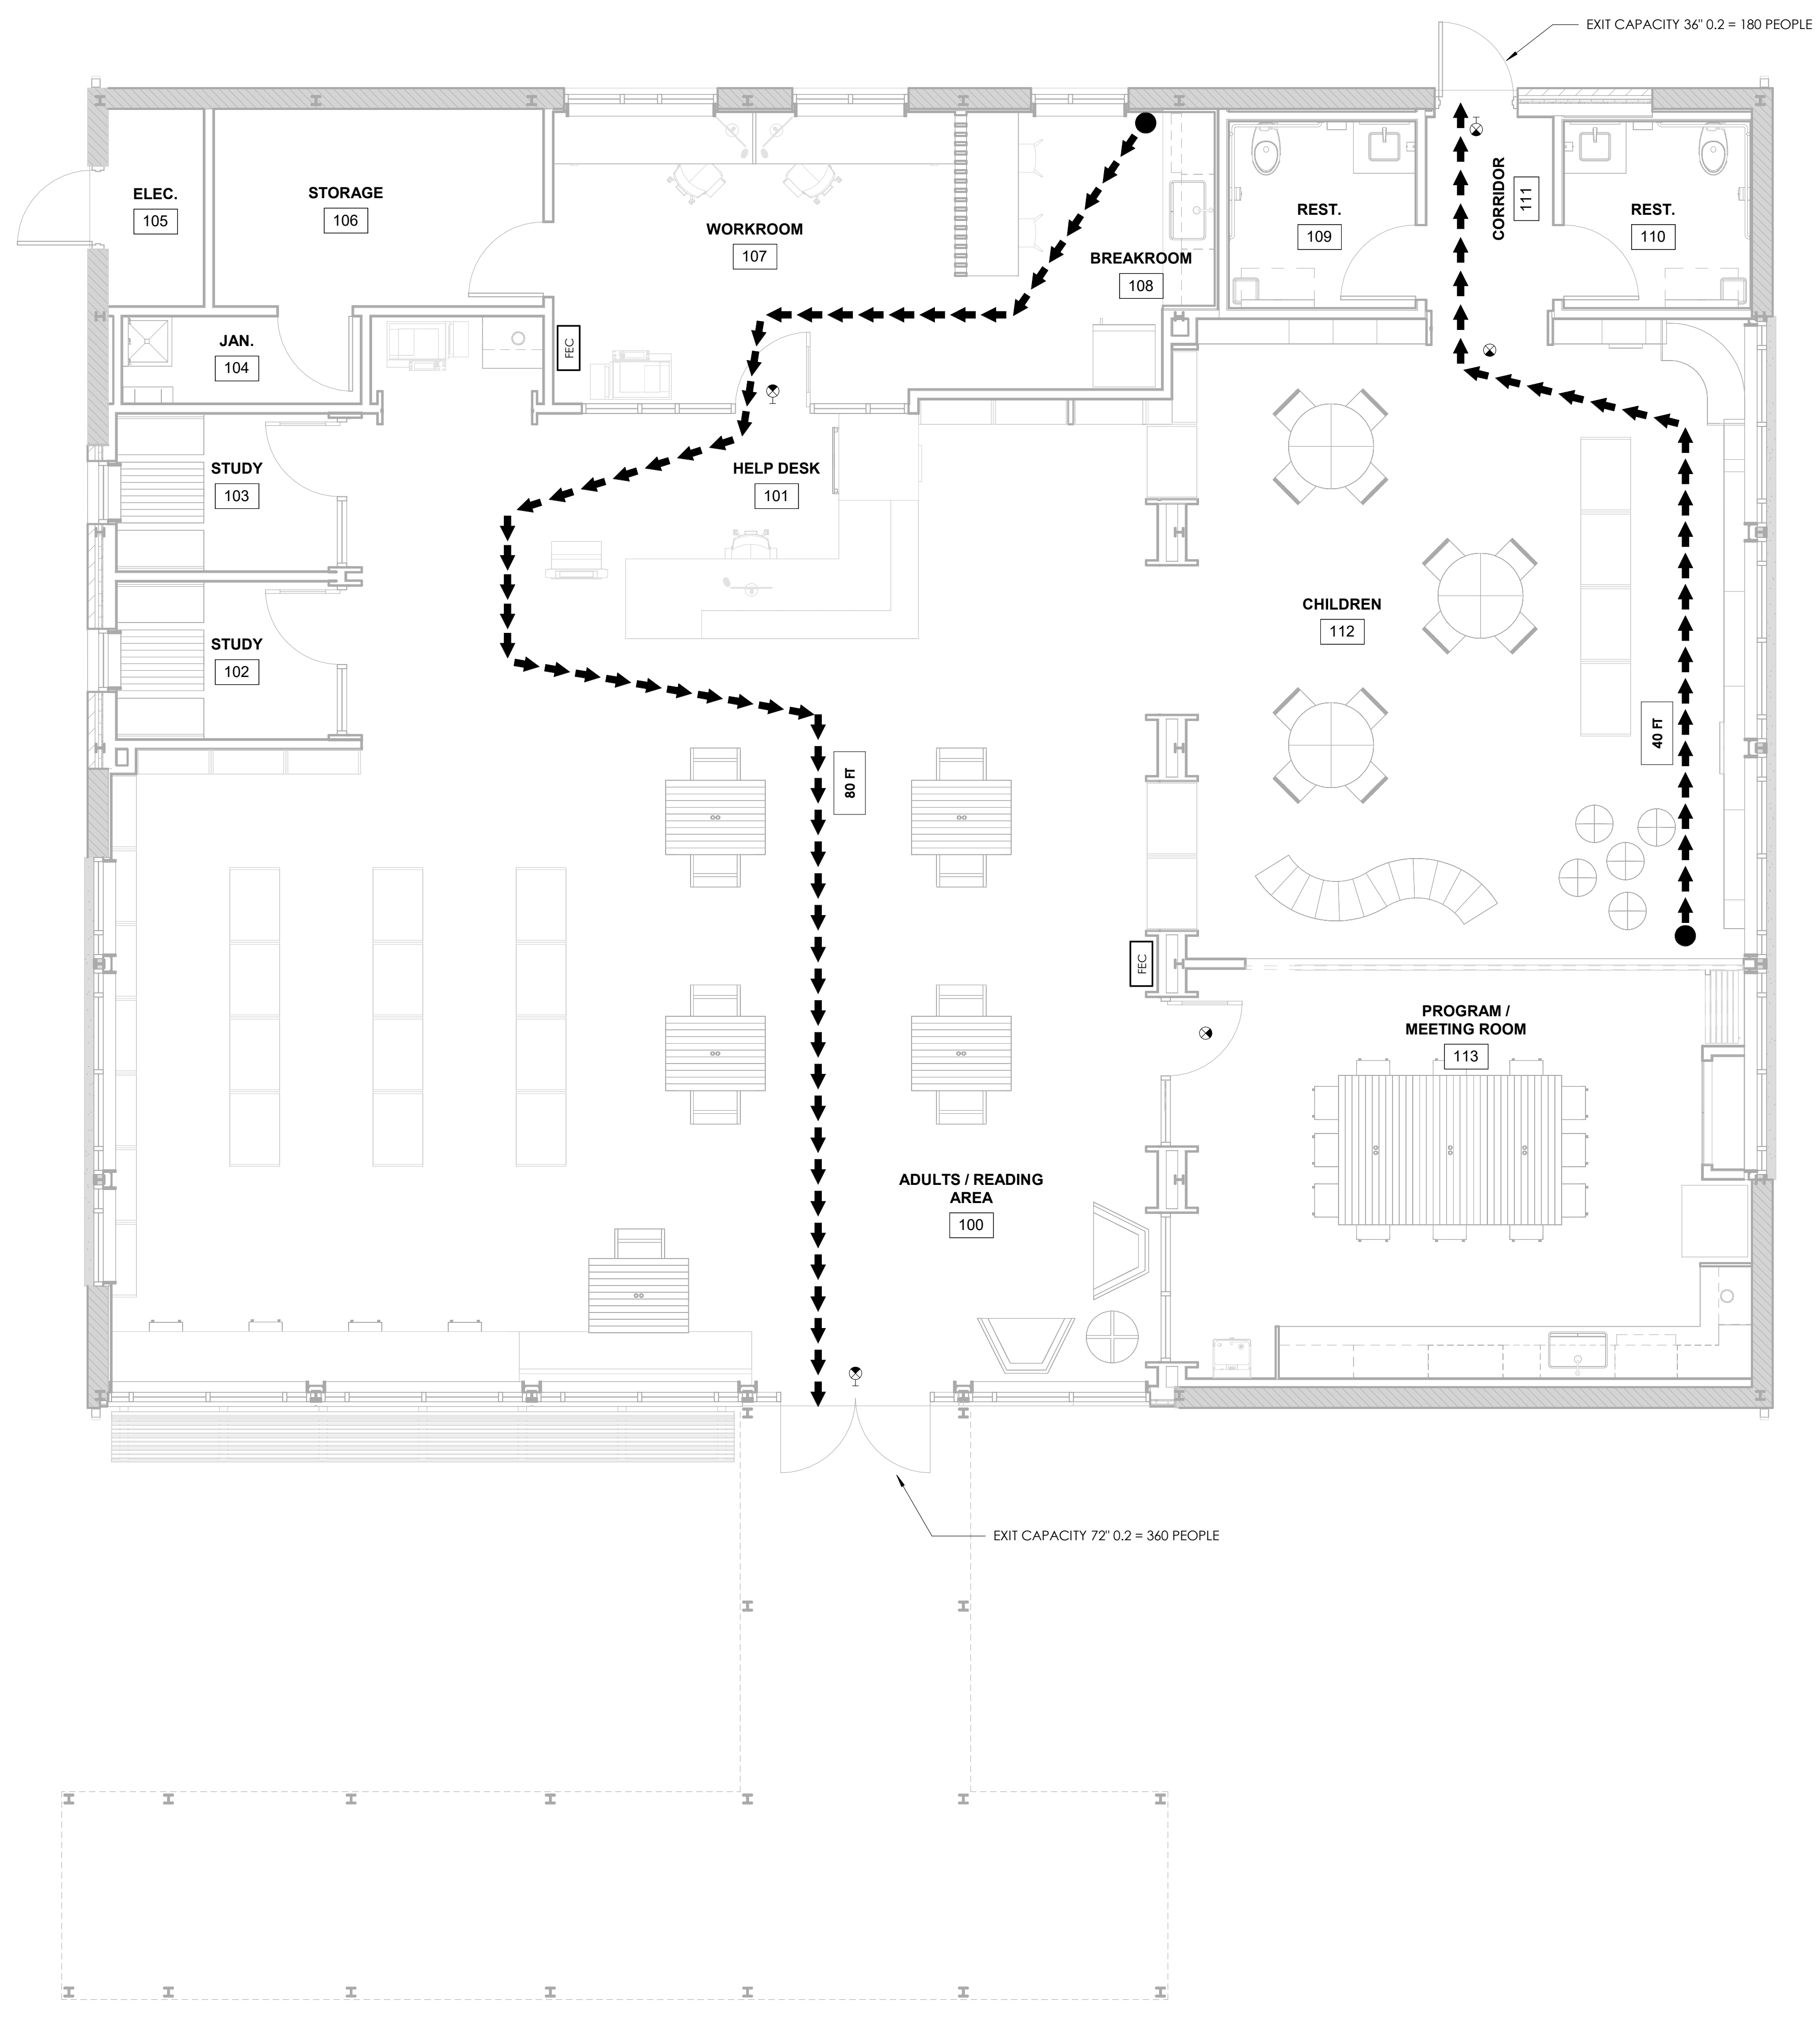 EXIT CAPACITY 36" 0.2 = 180 PEOPLE
ELEC.
105
STORAGE
106
WORKROOM
107
BREAKROOM
108
REST.
109
CORRIDOR
111
REST.
110
JAN.
104
FEC
STUDY
103
HELP DESK
101
STUDY
102
CHILDREN
112
80 FT
40 FT
FEC
PROGRAM /
MEETING ROOM
113
ADULTS / READING
AREA
100
EXIT CAPACITY 72" 0.2 = 360 PEOPLE